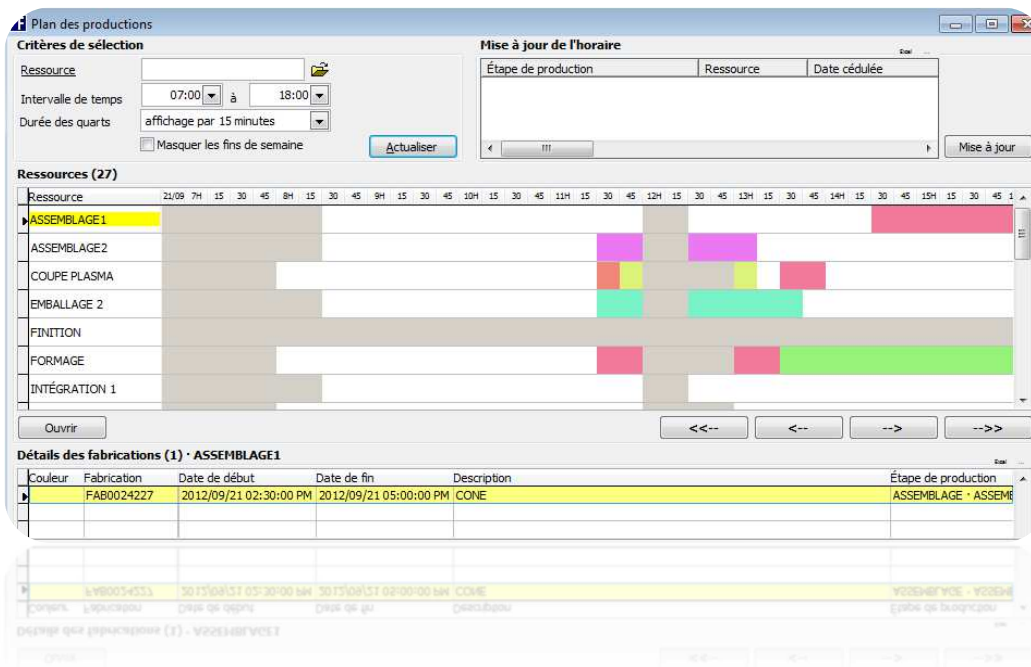 Plan des productions
Critères de sélection
Mise à jour de l'horaire
Excel ...
Ressource
Étape de production Ressource Date cédulée
Intervalle de temps 07:00 à 18:00
Durée des quarts affichage par 15 minutes
Masquer les fins de semaine Actualiser
Mise à jour
Ressources (27)
Ressource 21/09 7H 15 30 45 8H 15 30 45 9H 15 30 45 10H 15 30 45 11H 15 30 45 12H 15 30 45 13H 15 30 45 14H 15 30 45 15H 15 30 45 1
ASSEMBLAGE1
ASSEMBLAGE2
COUPE PLASMA
EMBALLAGE 2
FINITION
FORMAGE
INTÉGRATION 1
Ouvrir <<-- <-- --> -->>
Détails des fabrications (1) · ASSEMBLAGE1
Excel ...
Couleur Fabrication Date de début Date de fin Description Étape de production
FAB0024227 2012/09/21 02:30:00 PM 2012/09/21 05:00:00 PM CONE ASSEMBLAGE · ASSEME